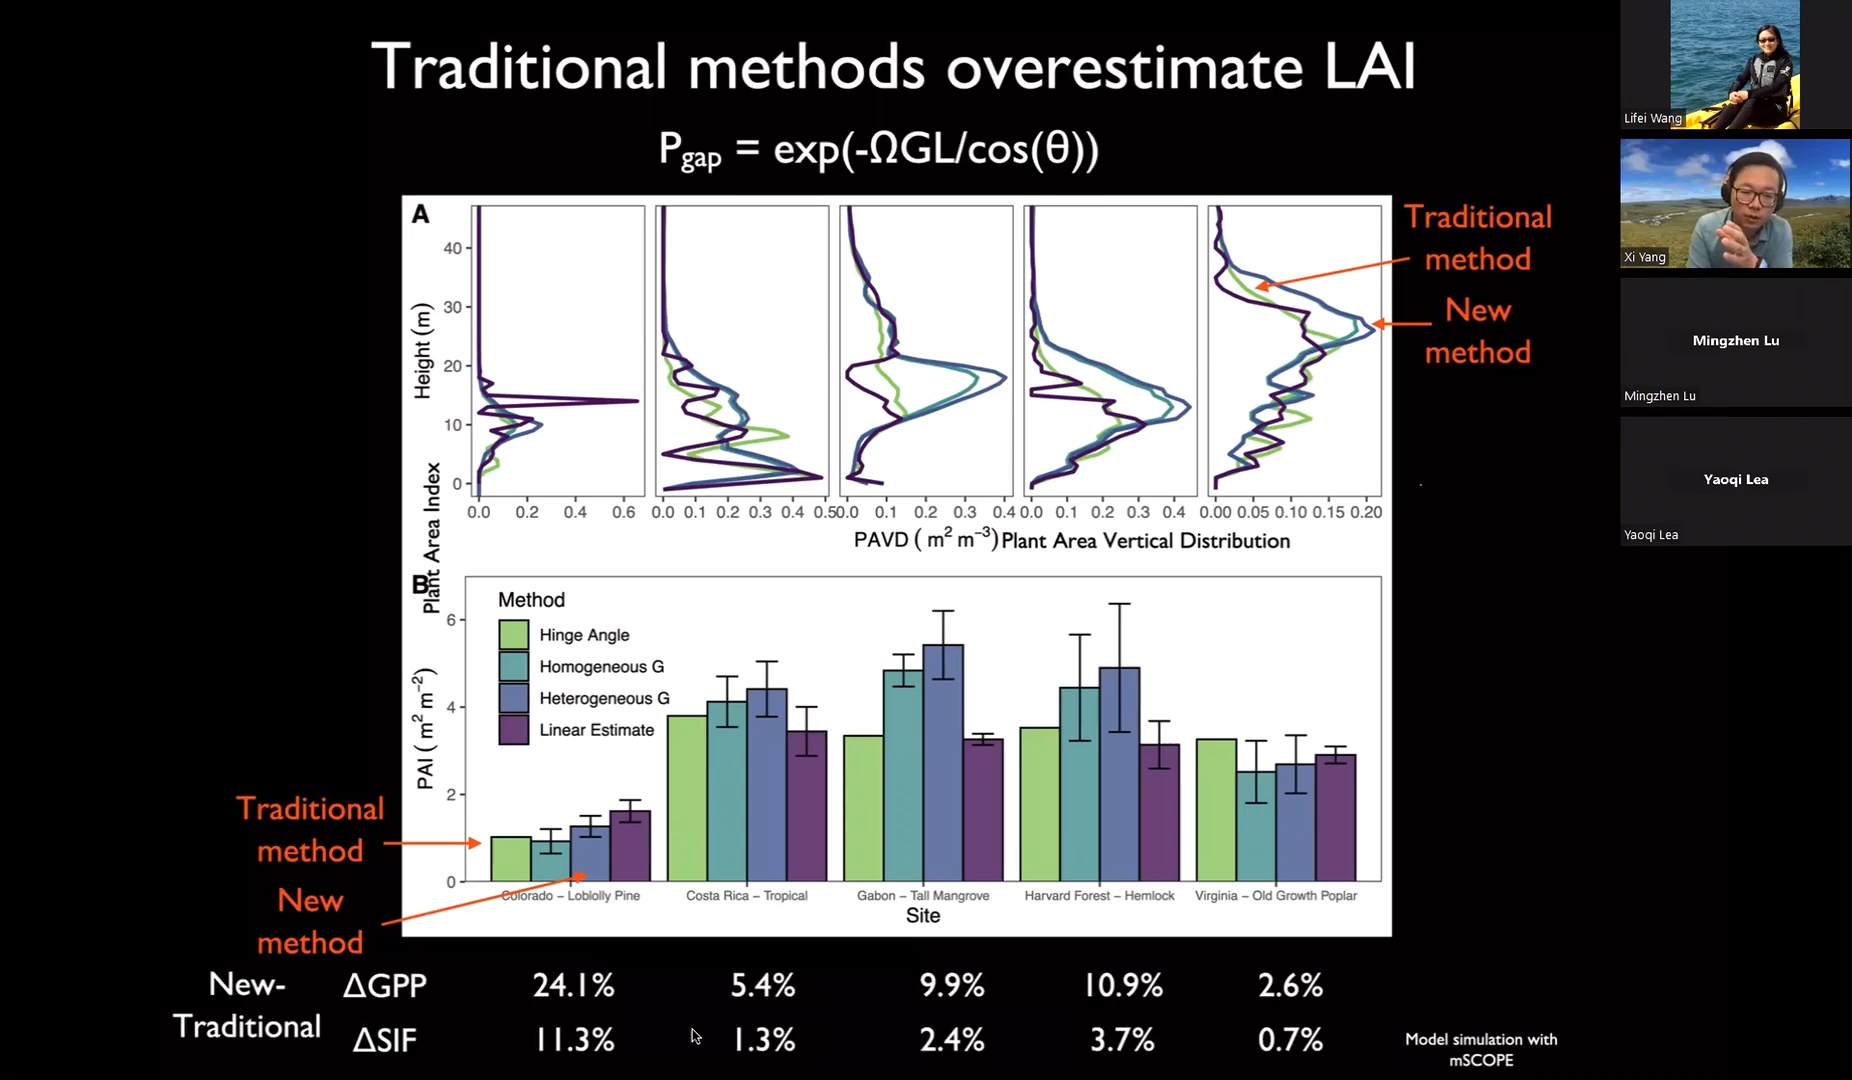 Traditional methods overestimate LAI
Pgap = exp(-ΩGL/cos(θ))
A
Height (m)
40
30
20
10
0
0.0 0.2 0.4 0.6
0.0 0.1 0.2 0.3 0.4 0.5
0.0 0.2 0.3 0.4
0.0 0.1 0.2 0.3 0.4
0.00 0.05 0.10 0.15 0.20
PAVD ( m² m⁻³) Plant Area Vertical Distribution
Traditional
method
New
method
B
Plant Area Index
PAI ( m² m⁻²)
6
4
2
0
Method
Hinge Angle
Homogeneous G
Heterogeneous G
Linear Estimate
Colorado – Loblolly Pine
Costa Rica – Tropical
Gabon – Tall Mangrove
Harvard Forest – Hemlock
Virginia – Old Growth Poplar
Site
Traditional
method
New
method
New-
Traditional
ΔGPP 24.1% 5.4% 9.9% 10.9% 2.6%
ΔSIF 11.3% 1.3% 2.4% 3.7% 0.7%
Model simulation with
mSCOPE
Lifei Wang
Xi Yang
Mingzhen Lu
Mingzhen Lu
Yaoqi Lea
Yaoqi Lea